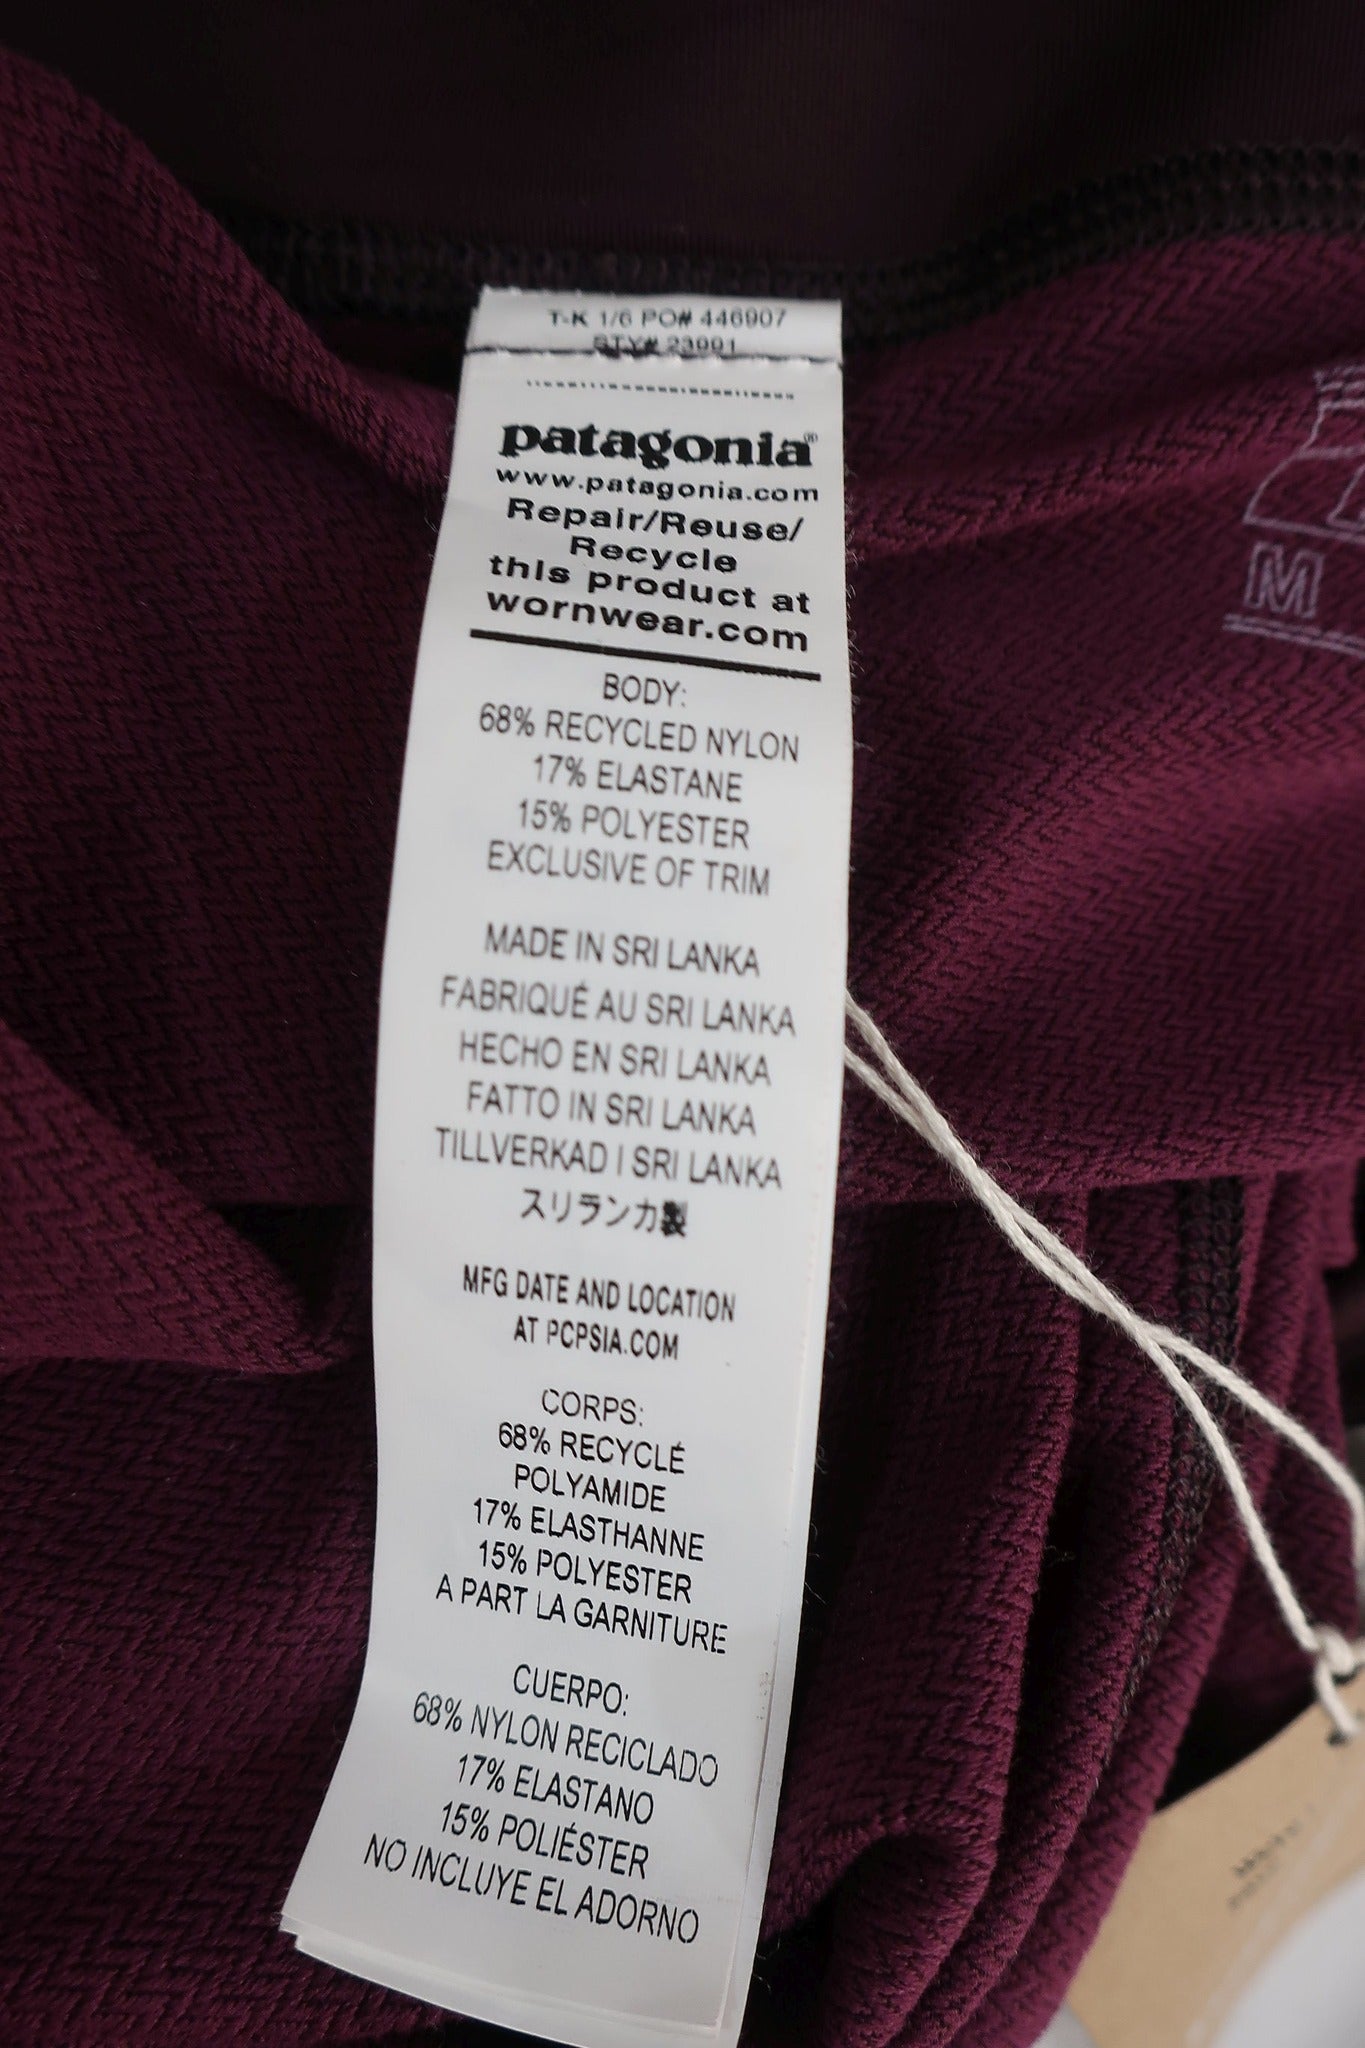 T-K 1/6 PO# 446907
STY# 23001
patagonia®
www.patagonia.com
Repair/Reuse/
Recycle
this product at
wornwear.com
BODY:
68% RECYCLED NYLON
17% ELASTANE
15% POLYESTER
EXCLUSIVE OF TRIM
MADE IN SRI LANKA
FABRIQUÉ AU SRI LANKA
HECHO EN SRI LANKA
FATTO IN SRI LANKA
TILLVERKAD I SRI LANKA
スリランカ製
MFG DATE AND LOCATION
AT PCPSIA.COM
CORPS:
68% RECYCLÉ
POLYAMIDE
17% ELASTHANNE
15% POLYESTER
A PART LA GARNITURE
CUERPO:
68% NYLON RECICLADO
17% ELASTANO
15% POLIÉSTER
NO INCLUYE EL ADORNO
M